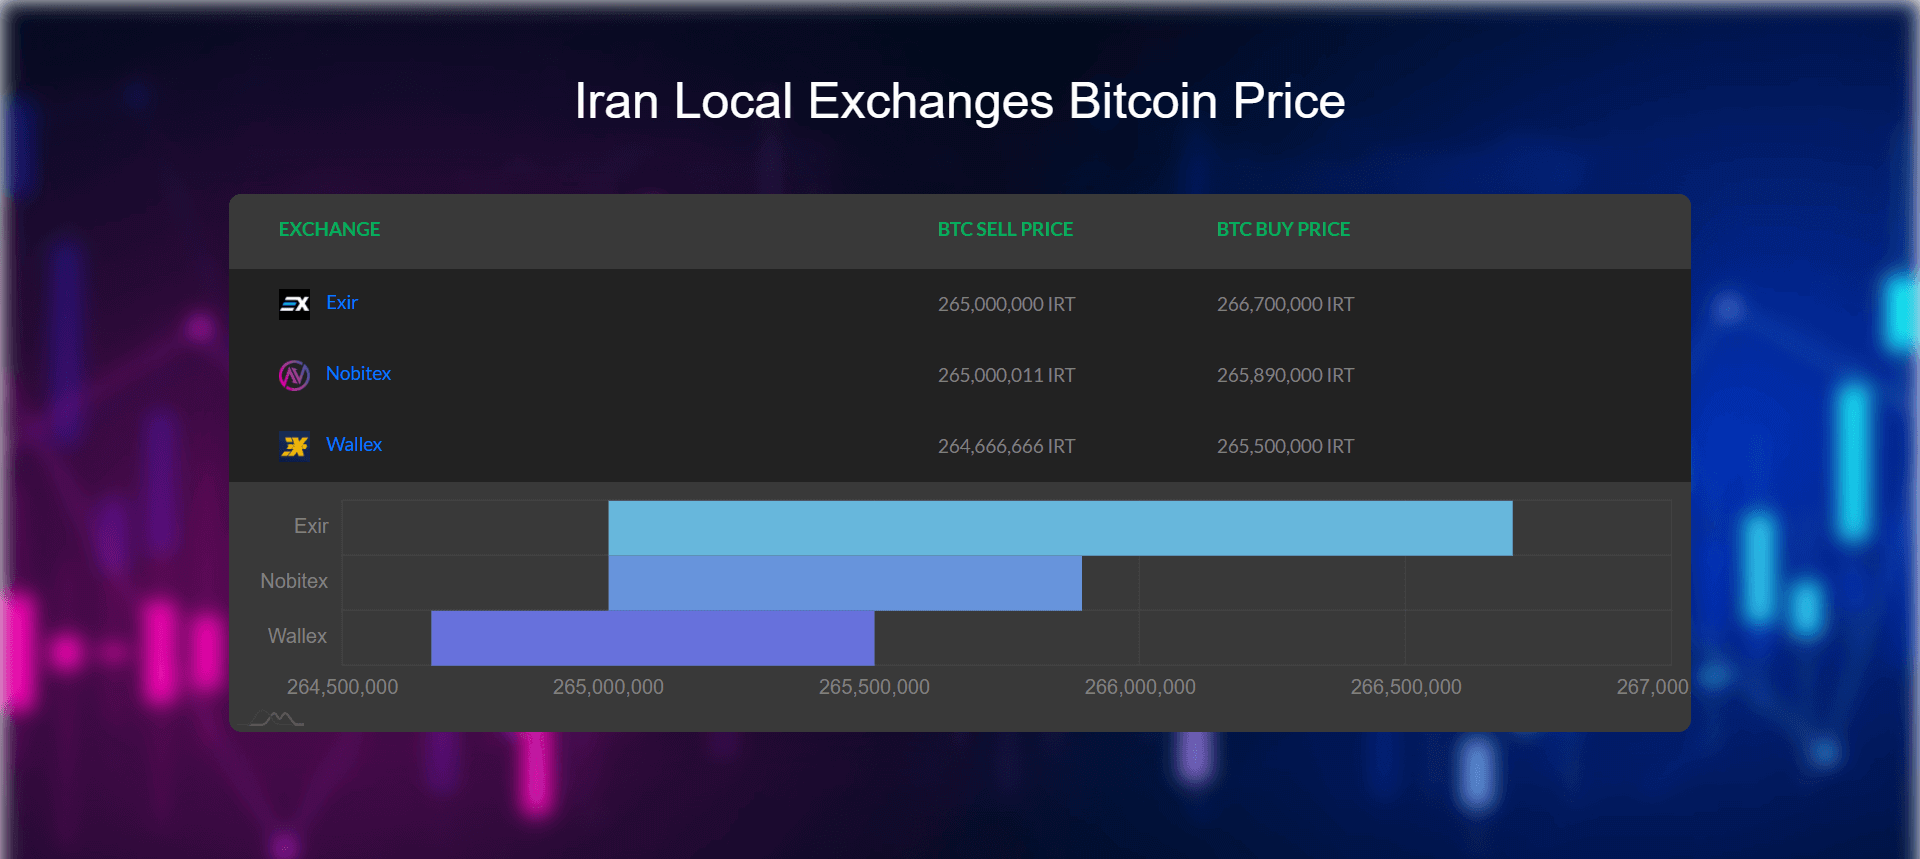 Iran Local Exchanges Bitcoin Price
EXCHANGE BTC SELL PRICE BTC BUY PRICE
EX Exir 265,000,000 IRT 266,700,000 IRT
Nobitex 265,000,011 IRT 265,890,000 IRT
Wallex 264,666,666 IRT 265,500,000 IRT
Exir
Nobitex
Wallex
264,500,000 265,000,000 265,500,000 266,000,000 266,500,000 267,000